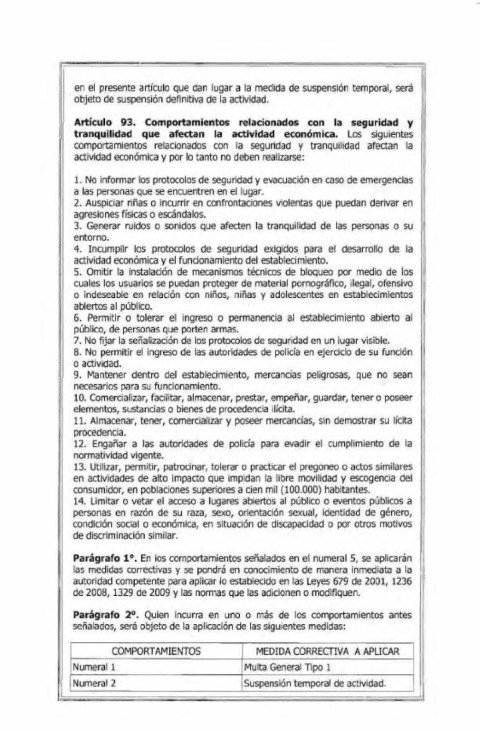 en el presente artículo que dan lugar a la medida de suspensión temporal, será
objeto de suspensión definitiva de la actividad.
Artículo 93. Comportamientos relacionados con la seguridad y
tranquilidad que afectan la actividad económica. Los siguientes
comportamientos relacionados con la seguridad y tranquilidad afectan la
actividad económica y por lo tanto no deben realizarse:
1. No informar los protocolos de seguridad y evacuación en caso de emergencias
a las personas que se encuentren en el lugar.
2. Auspiciar riñas o incurrir en confrontaciones violentas que puedan derivar en
agresiones físicas o escándalos.
3. Generar ruidos o sonidos que afecten la tranquilidad de las personas o su
entorno.
4. Incumplir los protocolos de seguridad exigidos para el desarrollo de la
actividad económica y el funcionamiento del establecimiento.
5. Omitir la instalación de mecanismos técnicos de bloqueo por medio de los
cuales los usuarios se puedan proteger de material pornográfico, ilegal, ofensivo
o indeseable en relación con niños, niñas y adolescentes en establecimientos
abiertos al público.
6. Permitir o tolerar el ingreso o permanencia al establecimiento abierto al
público, de personas que porten armas.
7. No fijar la señalización de los protocolos de seguridad en un lugar visible.
8. No permitir el ingreso de las autoridades de policía en ejercicio de su función
o actividad.
9. Mantener dentro del establecimiento, mercancías peligrosas, que no sean
necesarios para su funcionamiento.
10. Comercializar, facilitar, almacenar, prestar, empeñar, guardar, tener o poseer
elementos, sustancias o bienes de procedencia ilícita.
11. Almacenar, tener, comercializar y poseer mercancías, sin demostrar su lícita
procedencia.
12. Engañar a las autoridades de policía para evadir el cumplimiento de la
normatividad vigente.
13. Utilizar, permitir, patrocinar, tolerar o practicar el pregoneo o actos similares
en actividades de alto impacto que impidan la libre movilidad y escogencia del
consumidor, en poblaciones superiores a cien mil (100.000) habitantes.
14. Limitar o vetar el acceso a lugares abiertos al público o eventos públicos a
personas en razón de su raza, sexo, orientación sexual, identidad de género,
condición social o económica, en situación de discapacidad o por otros motivos
de discriminación similar.
Parágrafo 1°. En los comportamientos señalados en el numeral 5, se aplicarán
las medidas correctivas y se pondrá en conocimiento de manera inmediata a la
autoridad competente para aplicar lo establecido en las Leyes 679 de 2001, 1236
de 2008, 1329 de 2009 y las normas que las adicionen o modifiquen.
Parágrafo 2°. Quien incurra en uno o más de los comportamientos antes
señalados, será objeto de la aplicación de las siguientes medidas:
COMPORTAMIENTOS MEDIDA CORRECTIVA A APLICAR
Numeral 1 Multa General Tipo 1
Numeral 2 Suspensión temporal de actividad.